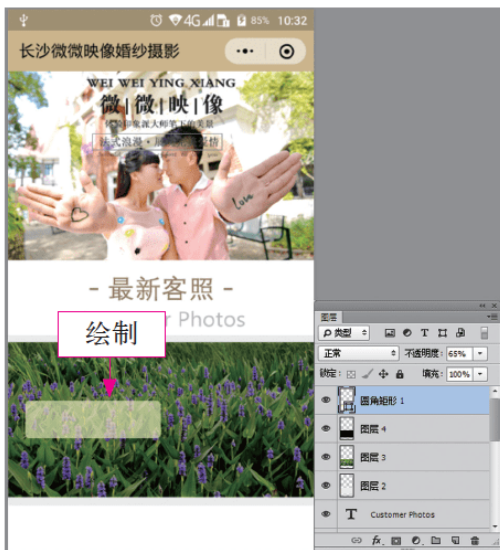 4G 85% 10:32
长沙微微映像婚纱摄影
WEI WEI YING XIANG
微|微|映|像
Love
- 最新客照 -
绘制
Photos
图层
类型
正常
不透明度: 65%
锁定:
填充: 100%
圆角矩形 1
图层 4
图层 3
图层 2
T Customer Photos
fx